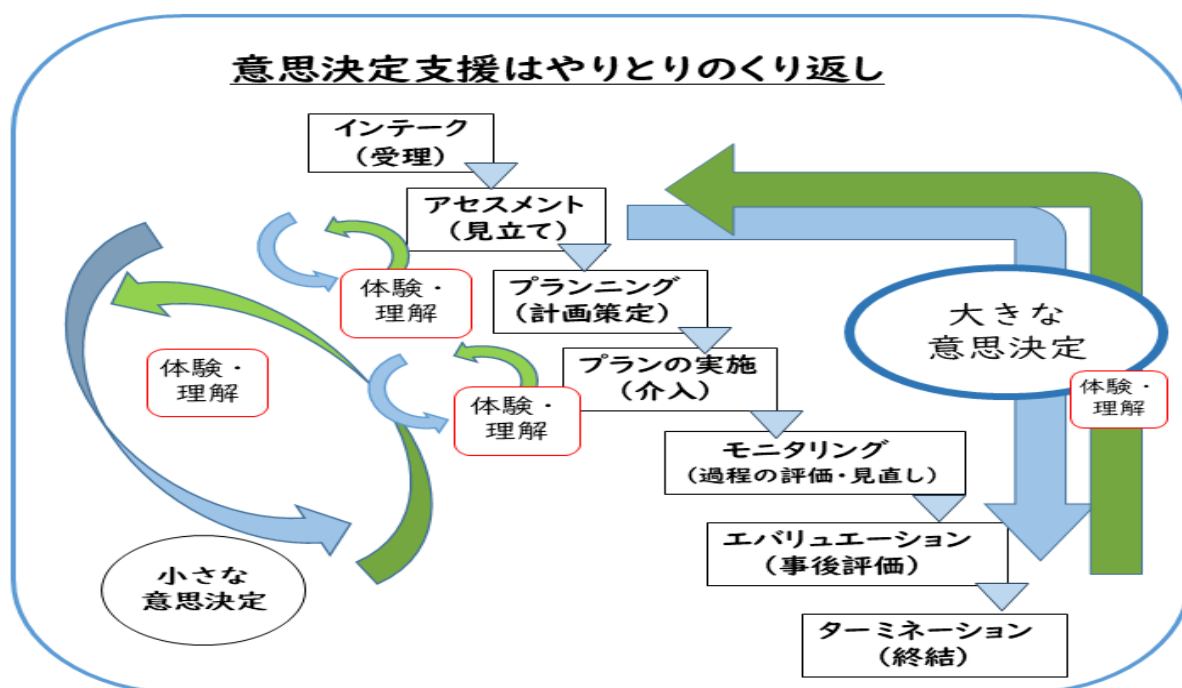 意思決定支援はやりとりのくり返し
インテーク
(受理)
アセスメント
(見立て)
体験・
理解
プランニング
(計画策定)
大きな
意思決定
体験・
理解
プランの実施
(介入)
体験・
理解
体験・
理解
モニタリング
(過程の評価・見直し)
エバリュエーション
(事後評価)
小さな
意思決定
ターミネーション
(終結)